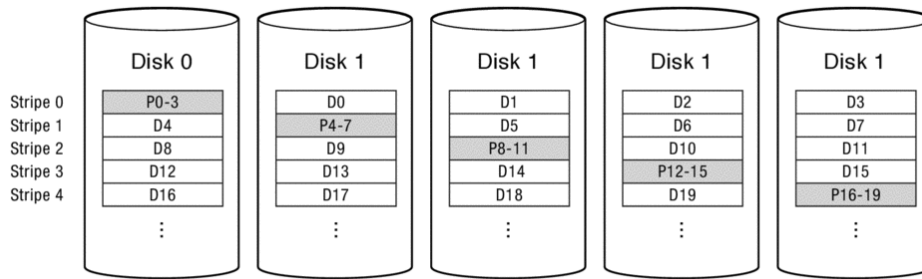 Disk 0 Disk 1 Disk 1 Disk 1 Disk 1
Stripe 0 P0-3 D0 D1 D2 D3
Stripe 1 D4 P4-7 D5 D6 D7
Stripe 2 D8 D9 P8-11 D10 D11
Stripe 3 D12 D13 D14 P12-15 D15
Stripe 4 D16 D17 D18 D19 P16-19
⋮ ⋮ ⋮ ⋮ ⋮